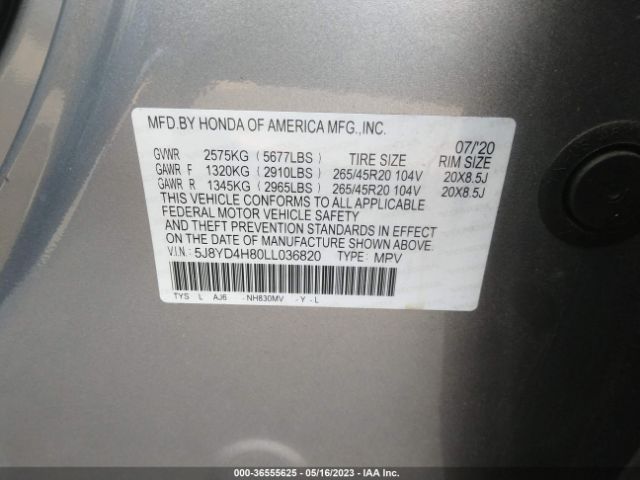 MFD.BY HONDA OF AMERICA MFG.,INC.
07/'20
GVWR 2575KG (5677LBS) TIRE SIZE RIM SIZE
GAWR F 1320KG (2910LBS) 265/45R20 104V 20X8.5J
GAWR R 1345KG (2965LBS) 265/45R20 104V 20X8.5J
THIS VEHICLE CONFORMS TO ALL APPLICABLE
FEDERAL MOTOR VEHICLE SAFETY
AND THEFT PREVENTION STANDARDS IN EFFECT
ON THE DATE OF MANUFACTURE SHOWN ABOVE.
V.I.N: 5J8YD4H80LL036820 TYPE: MPV
TYS L AJ6 -NH830MV -Y-L
000-36555625 - 05/16/2023 - IAA Inc.